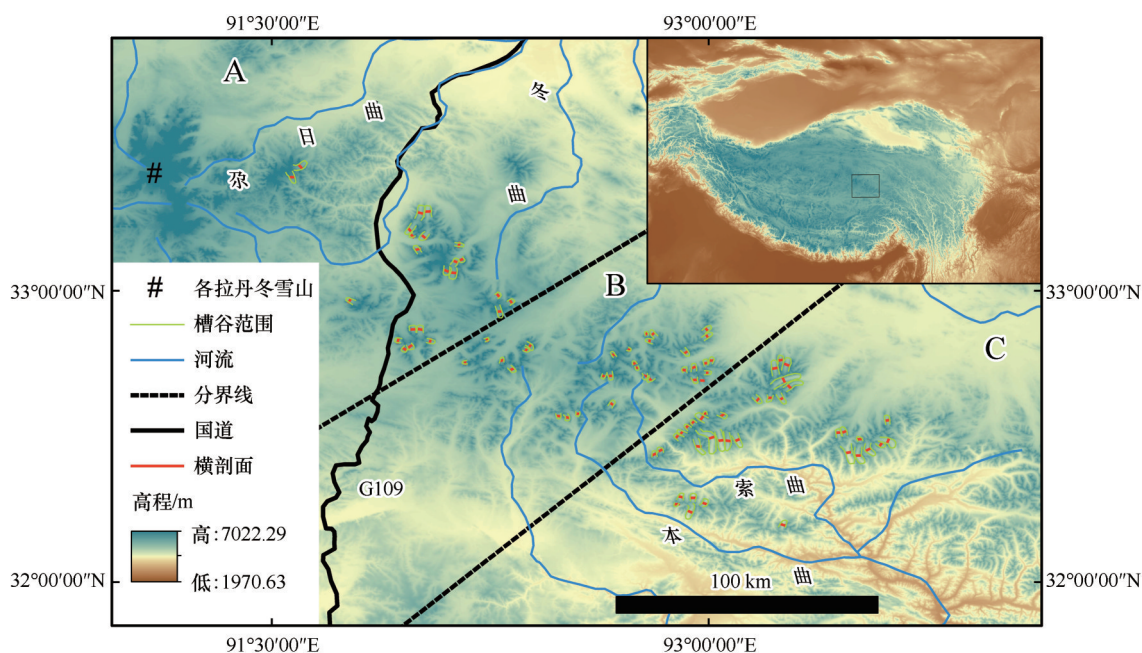 91°30′00″E
93°00′00″E
A
曲
日
尕
冬
曲
#
33°00′00″N
33°00′00″N
B
C
# 各拉丹冬雪山
槽谷范围
河流
分界线
国道
横剖面
高程/m
高:7022.29
低:1970.63
G109
索
曲
本
曲
100 km
32°00′00″N
32°00′00″N
91°30′00″E
93°00′00″E